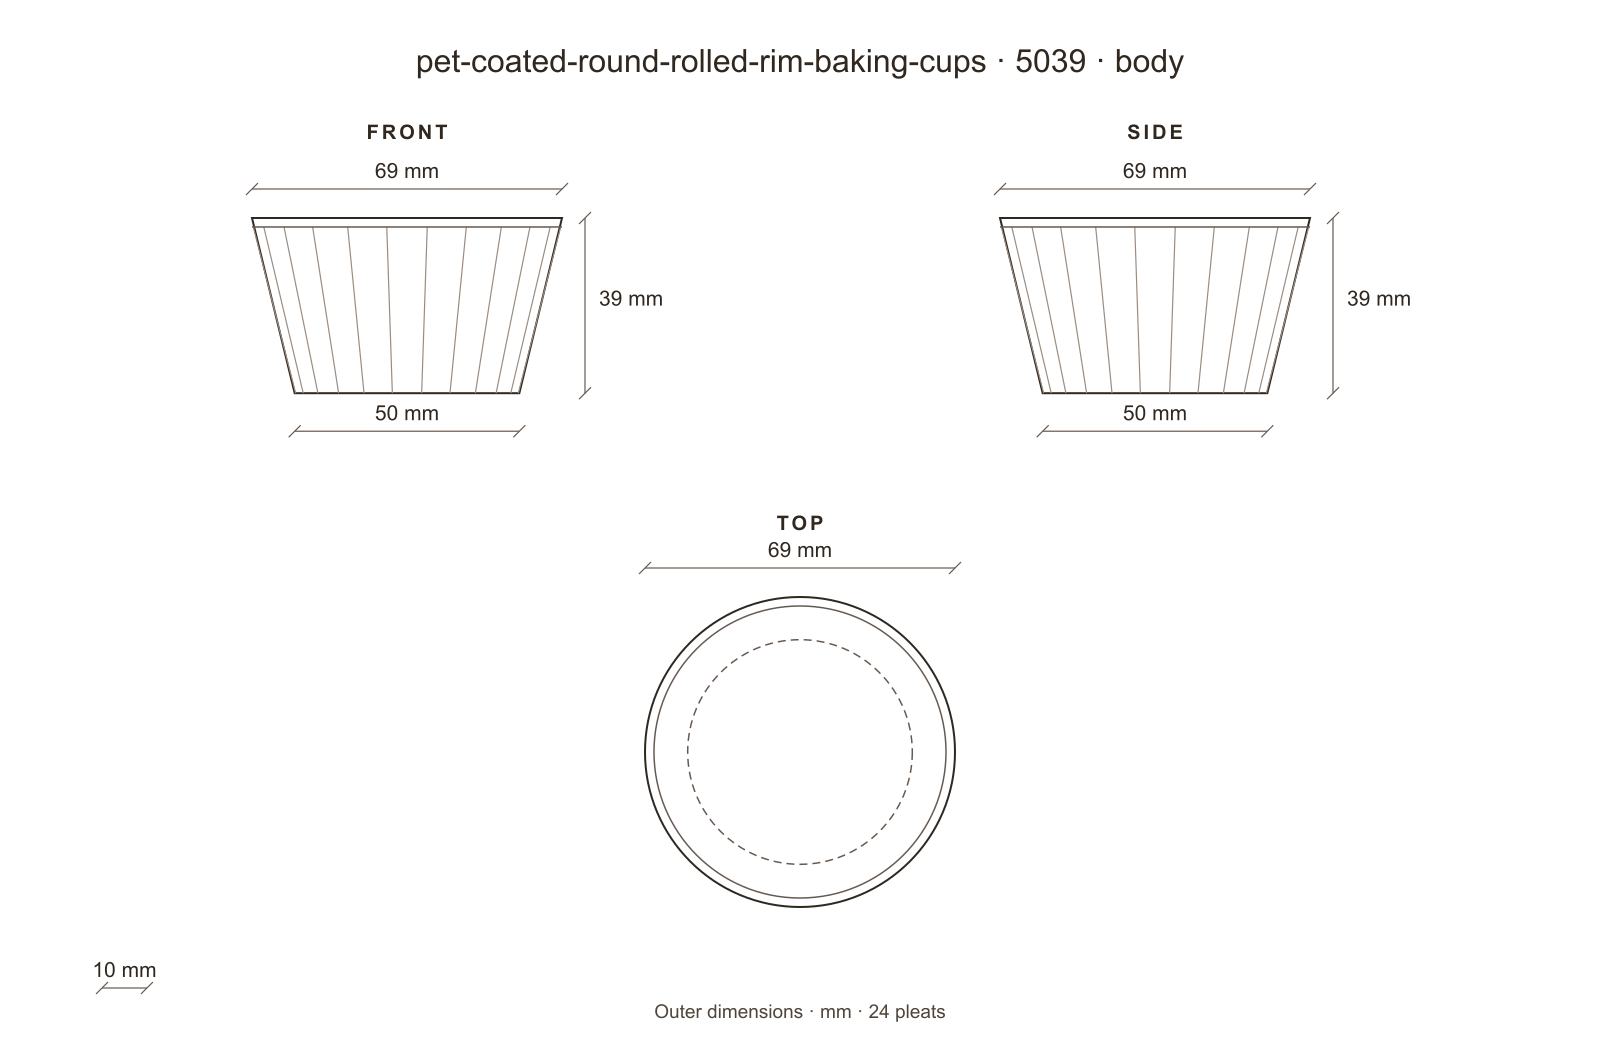 pet-coated-round-rolled-rim-baking-cups · 5039 · body
FRONT
69 mm
39 mm
50 mm
SIDE
69 mm
39 mm
50 mm
TOP
69 mm
10 mm
Outer dimensions · mm · 24 pleats